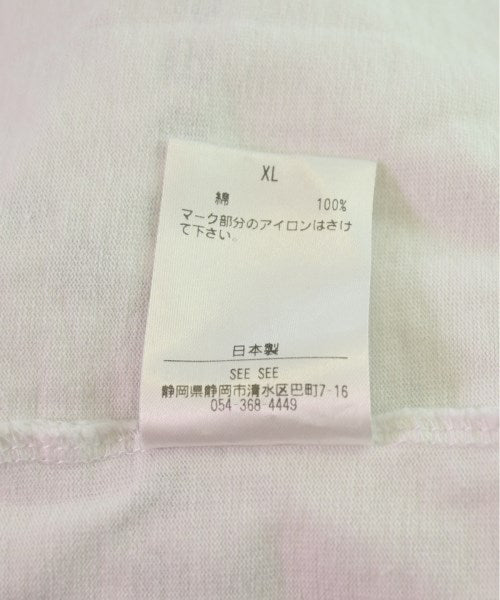 XL
綿 100%
マーク部分のアイロンはさけ
て下さい。
日本製
SEE SEE
静岡県静岡市清水区巴町7-16
054-368-4449